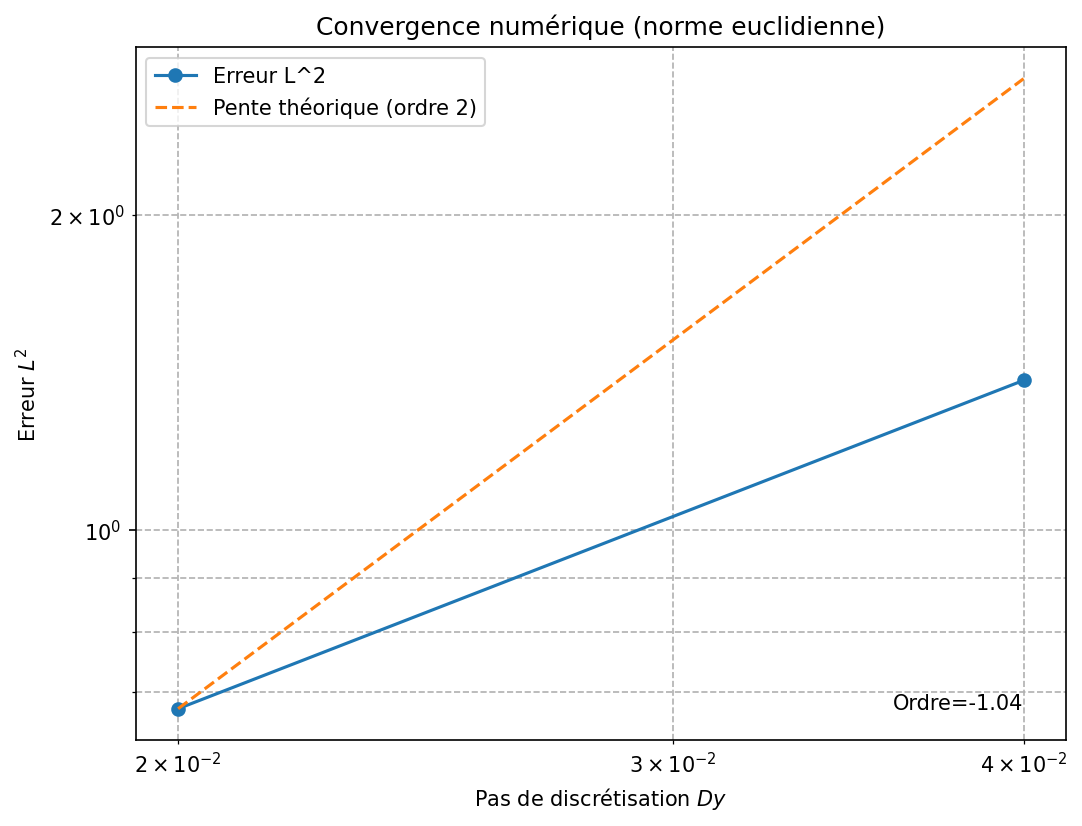 Convergence numérique (norme euclidienne)
Erreur L^2
Pente théorique (ordre 2)
2 × 10⁰
10⁰
Erreur L²
Ordre=-1.04
2 × 10⁻²
3 × 10⁻²
4 × 10⁻²
Pas de discrétisation Dy